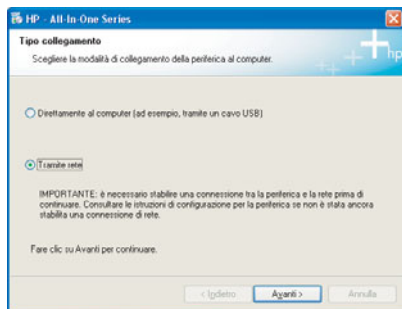 HP - All-In-One Series
Tipo collegamento
Scegliere la modalità di collegamento della periferica al computer.
hp
Direttamente al computer (ad esempio, tramite un cavo USB)
Tramite rete
IMPORTANTE: è necessario stabilire una connessione tra la periferica e la rete prima di
continuare. Consultare le istruzioni di configurazione per la periferica se non è stata ancora
stabilita una connessione di rete.
Fare clic su Avanti per continuare.
< Indietro Avanti > Annulla